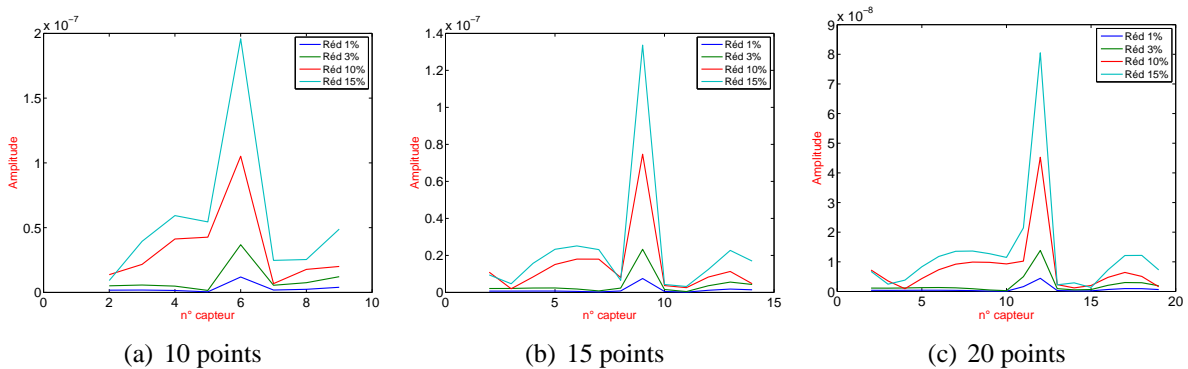 x 10⁻⁷
2
1.5
1
0.5
0
Amplitude
0 2 4 6 8 10
n° capteur
Réd 1%
Réd 3%
Réd 10%
Réd 15%
(a) 10 points
x 10⁻⁷
1.4
1.2
1
0.8
0.6
0.4
0.2
0
Amplitude
0 5 10 15
n° capteur
Réd 1%
Réd 3%
Réd 10%
Réd 15%
(b) 15 points
x 10⁻⁸
9
8
7
6
5
4
3
2
1
0
Amplitude
0 5 10 15 20
n° capteur
Réd 1%
Réd 3%
Réd 10%
Réd 15%
(c) 20 points